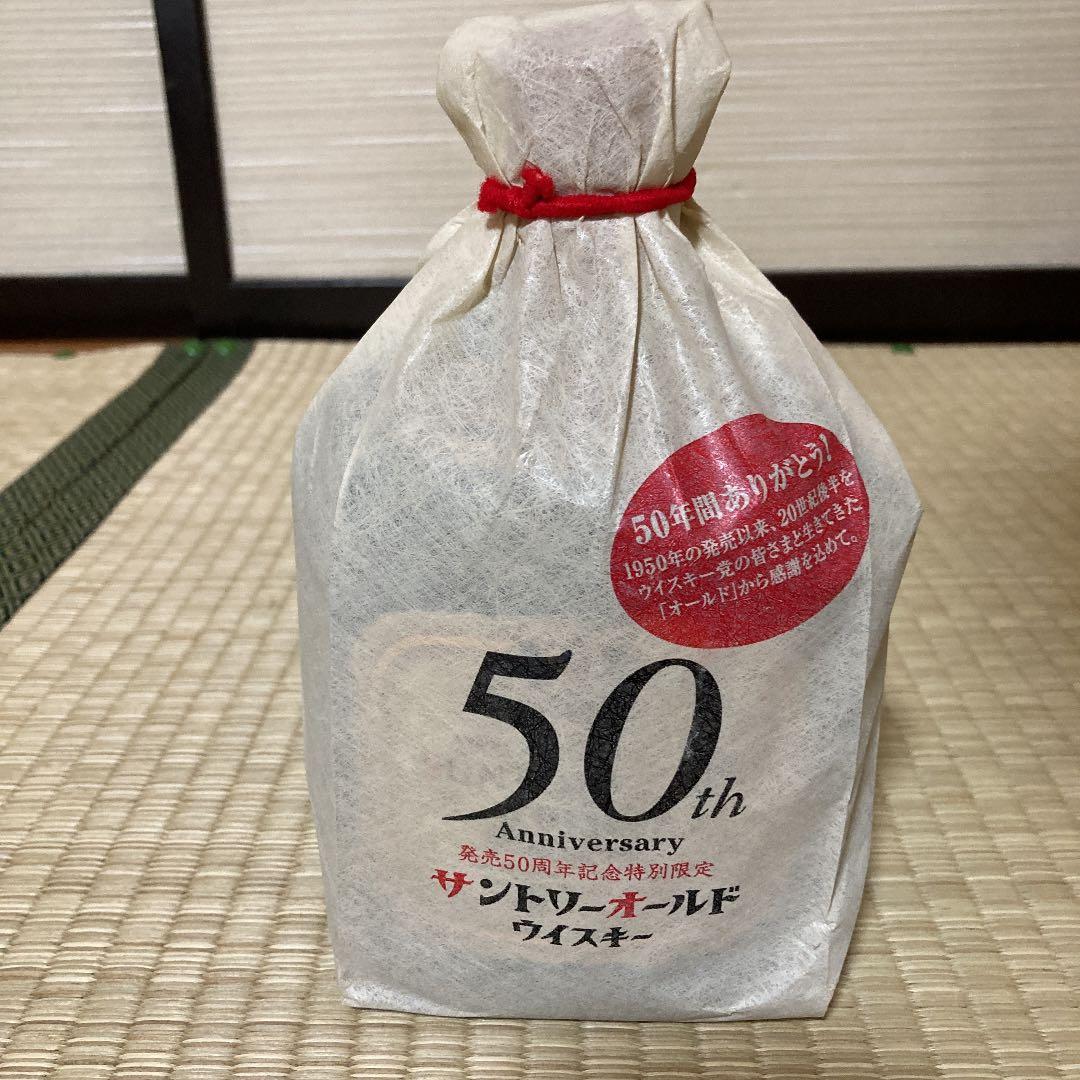 50年間ありがとう!
1950年の発売以来、20世紀後半を
ウイスキー党の皆さまと生きてきた
「オールド」から感謝を込めて。
50th
Anniversary
発売50周年記念特別限定
サントリーオールド
ウイスキー